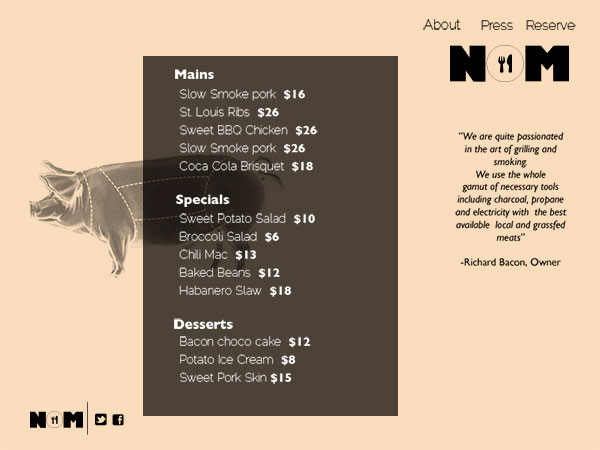 About Press Reserve
NOM
Mains
Slow Smoke pork $16
St. Louis Ribs $26
Sweet BBQ Chicken $26
Slow Smoke pork $26
Coca Cola Brisquet $18
Specials
Sweet Potato Salad $10
Broccoli Salad $6
Chili Mac $13
Baked Beans $12
Habanero Slaw $18
Desserts
Bacon choco cake $12
Potato Ice Cream $8
Sweet Pork Skin $15
"We are quite passionated
in the art of grilling and
smoking.
We use the whole
gamut of necessary tools
including charcoal, propane
and electricity with the best
available local and grassfed
meats"
-Richard Bacon, Owner
NOM